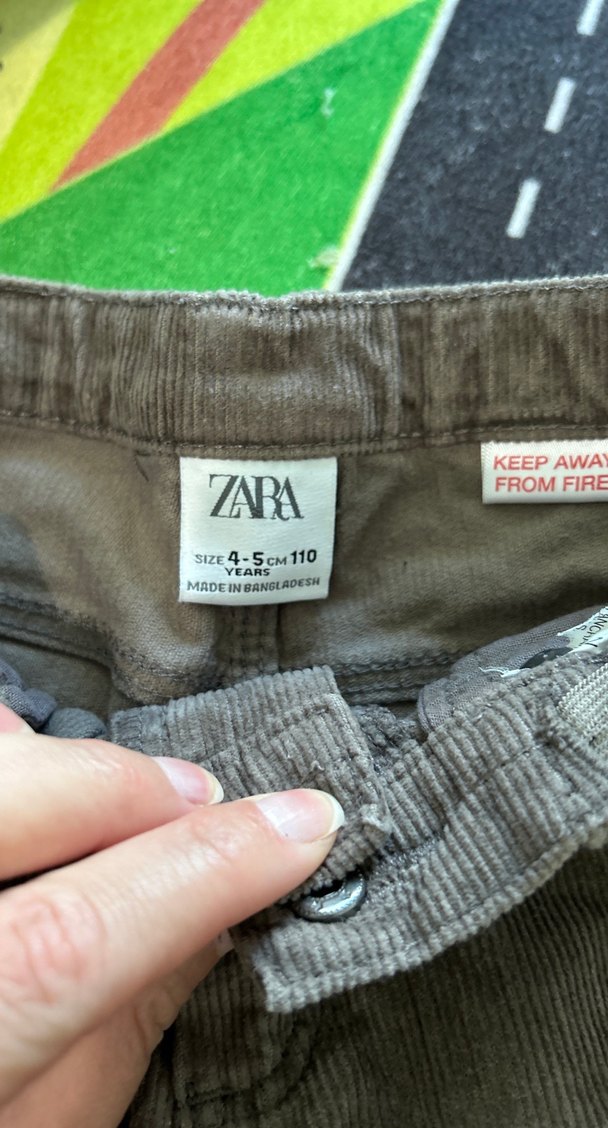 ZARA
SIZE 4-5 CM 110
YEARS
MADE IN BANGLADESH
KEEP AWAY
FROM FIRE